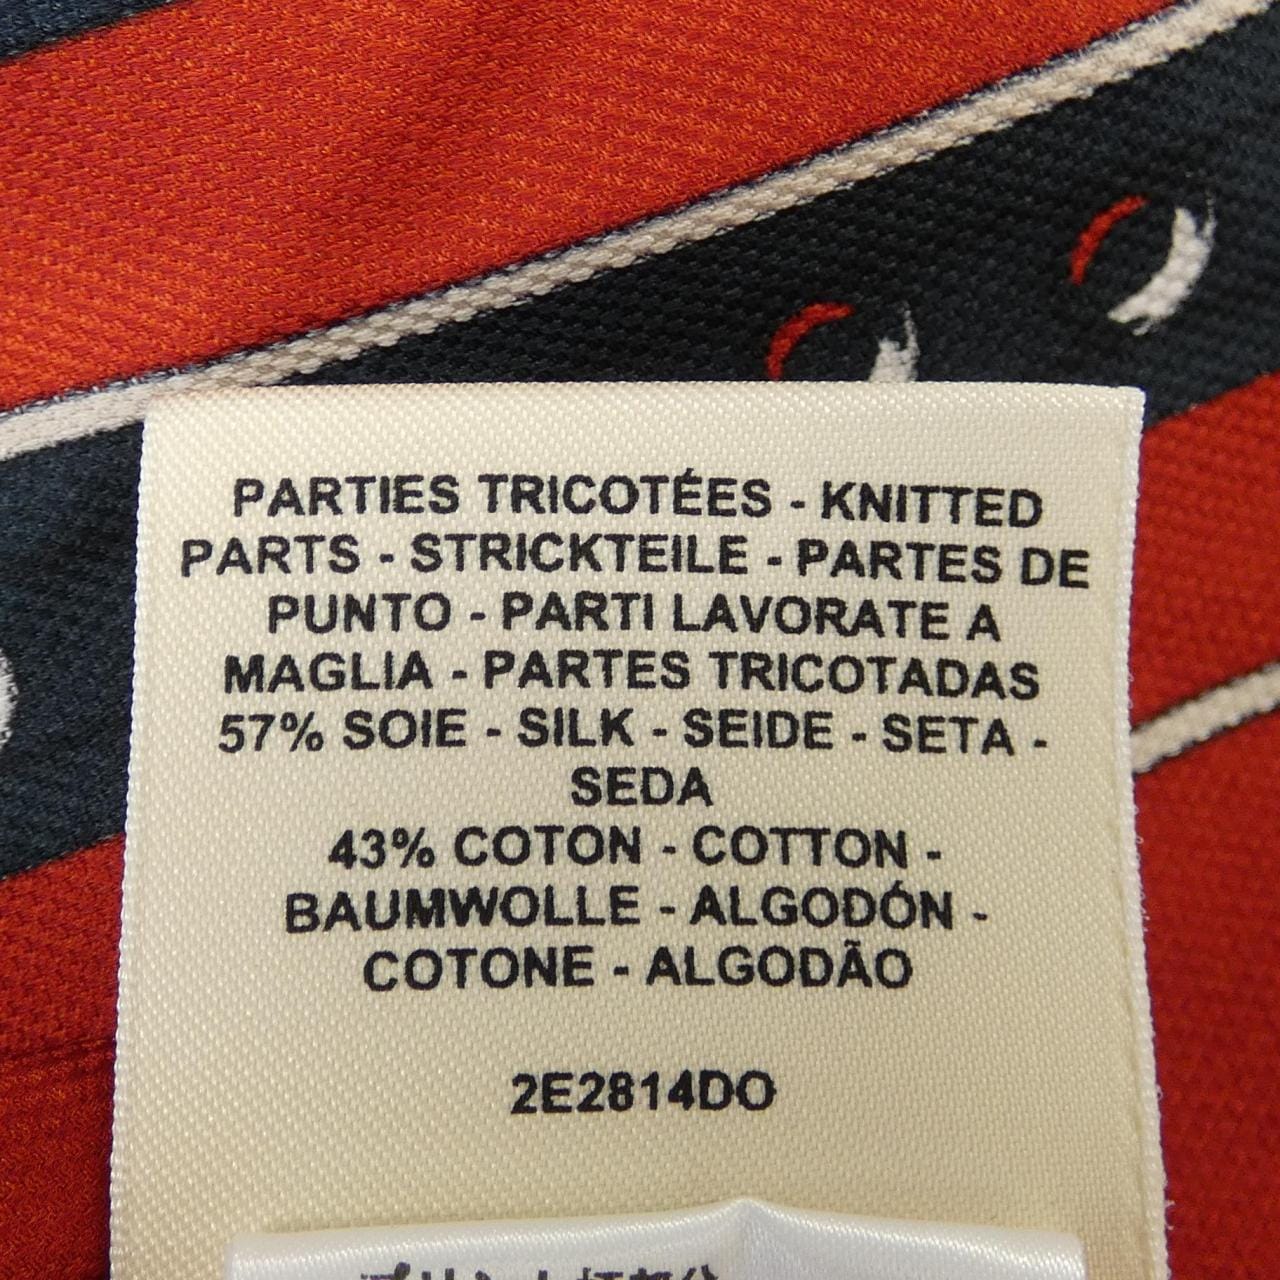 PARTIES TRICOTÉES - KNITTED
PARTS - STRICKTEILE - PARTES DE
PUNTO - PARTI LAVORATE A
MAGLIA - PARTES TRICOTADAS
57% SOIE - SILK - SEIDE - SETA -
SEDA
43% COTON - COTTON -
BAUMWOLLE - ALGODÓN -
COTONE - ALGODÃO
2E2814DO